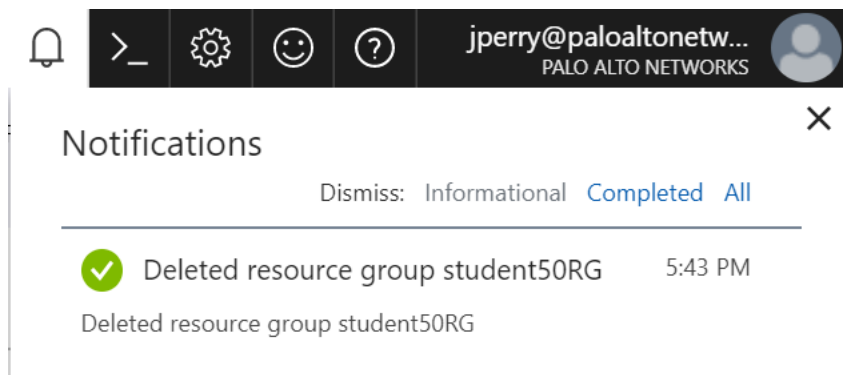 jperry@paloaltonetw...
PALO ALTO NETWORKS
Notifications
Dismiss: Informational Completed All
Deleted resource group student50RG 5:43 PM
Deleted resource group student50RG